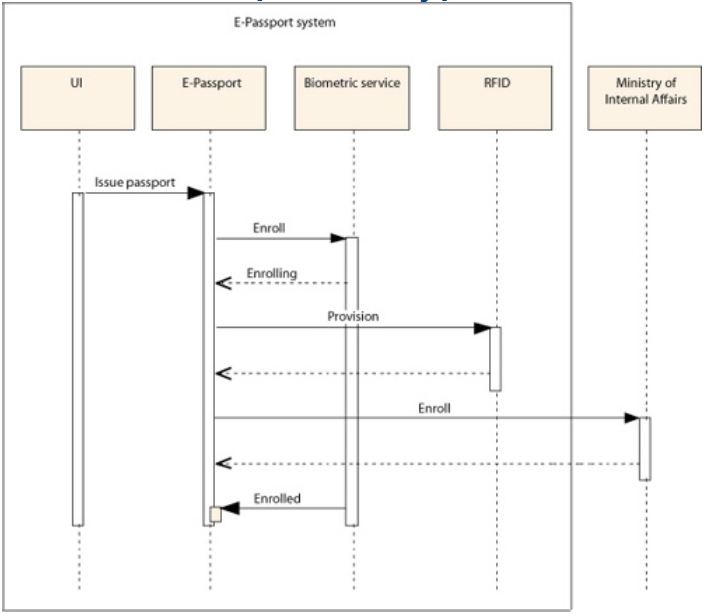 E-Passport system
UI
E-Passport
Biometric service
RFID
Ministry of
Internal Affairs
Issue passport
Enroll
Enrolling
Provision
Enroll
Enrolled